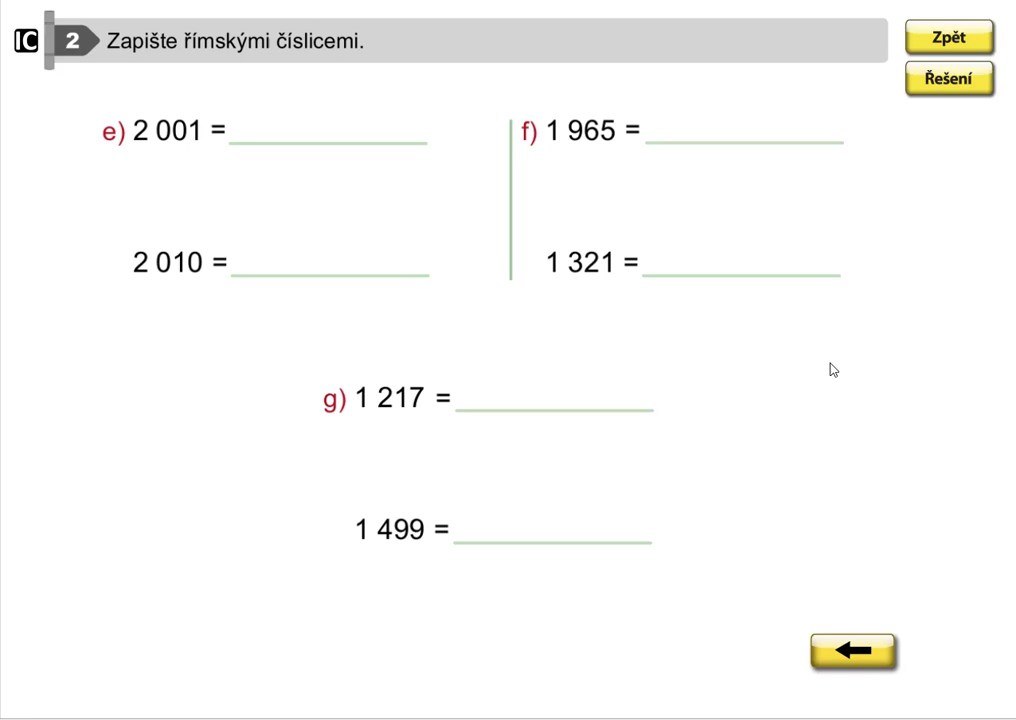 IC 2 Zapište římskými číslicemi.
Zpět
Řešení
e) 2 001 = 
2 010 = 
f) 1 965 = 
1 321 = 
g) 1 217 = 
1 499 =